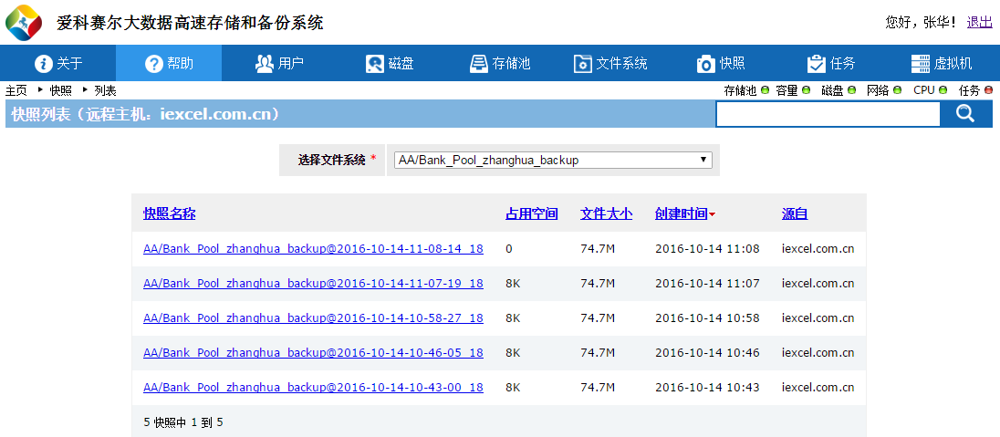 爱科赛尔大数据高速存储和备份系统
您好，张华！ 退出
关于 帮助 用户 磁盘 存储池 文件系统 快照 任务 虚拟机
主页 快照 列表 存储池 容量 磁盘 网络 CPU 任务
快照列表（远程主机：iexcel.com.cn）
选择文件系统 * AA/Bank_Pool_zhanghua_backup
快照名称 占用空间 文件大小 创建时间 源自
AA/Bank_Pool_zhanghua_backup@2016-10-14-11-08-14_18 0 74.7M 2016-10-14 11:08 iexcel.com.cn
AA/Bank_Pool_zhanghua_backup@2016-10-14-11-07-19_18 8K 74.7M 2016-10-14 11:07 iexcel.com.cn
AA/Bank_Pool_zhanghua_backup@2016-10-14-10-58-27_18 8K 74.7M 2016-10-14 10:58 iexcel.com.cn
AA/Bank_Pool_zhanghua_backup@2016-10-14-10-46-05_18 8K 74.7M 2016-10-14 10:46 iexcel.com.cn
AA/Bank_Pool_zhanghua_backup@2016-10-14-10-43-00_18 8K 74.7M 2016-10-14 10:43 iexcel.com.cn
5 快照中 1 到 5